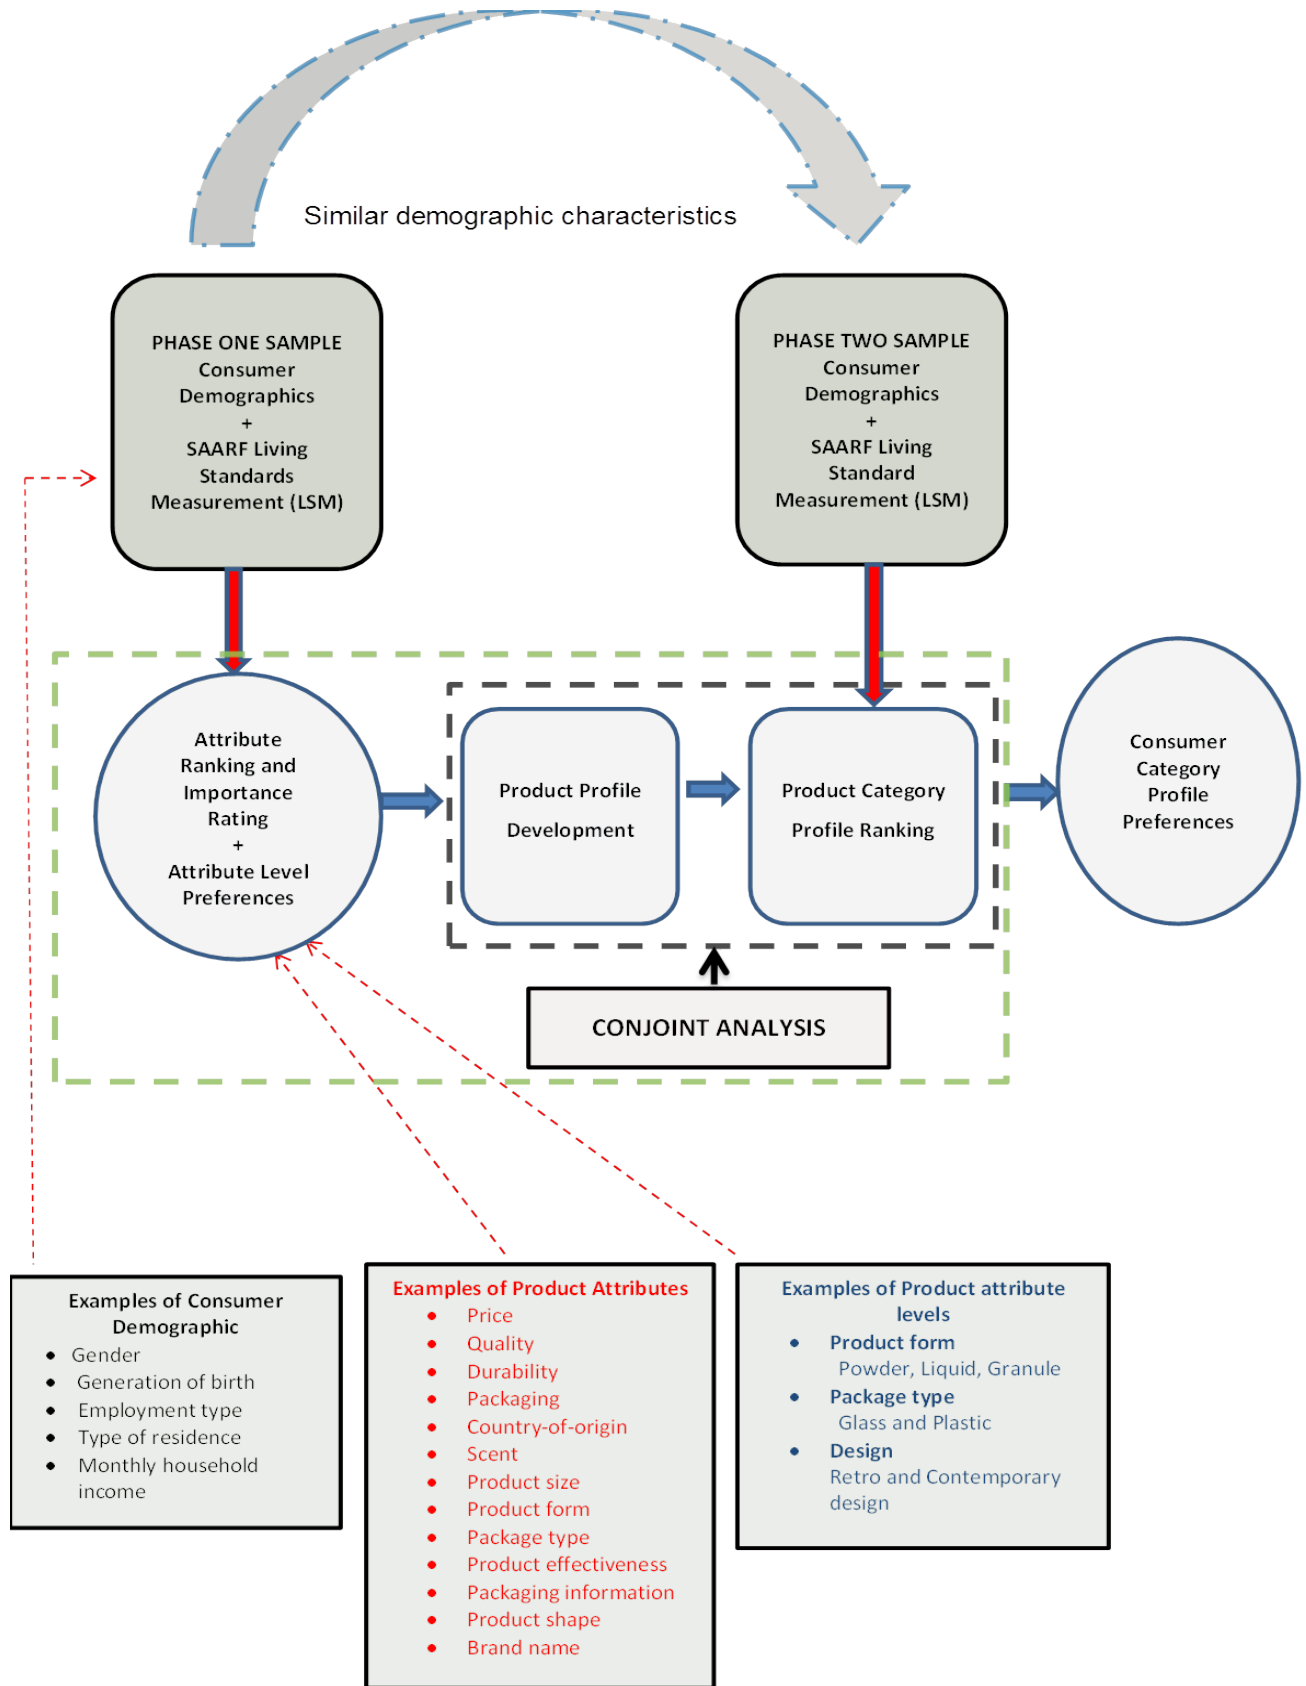 Similar demographic characteristics
PHASE ONE SAMPLE
Consumer
Demographics
+
SAARF Living
Standards
Measurement (LSM)
PHASE TWO SAMPLE
Consumer
Demographics
+
SAARF Living
Standard
Measurement (LSM)
Attribute
Ranking and
Importance
Rating
+
Attribute Level
Preferences
Product Profile
Development
Product Category
Profile Ranking
Consumer
Category
Profile
Preferences
CONJOINT ANALYSIS
Examples of Consumer
Demographic
• Gender
• Generation of birth
• Employment type
• Type of residence
• Monthly household
income
Examples of Product Attributes
• Price
• Quality
• Durability
• Packaging
• Country-of-origin
• Scent
• Product size
• Product form
• Package type
• Product effectiveness
• Packaging information
• Product shape
• Brand name
Examples of Product attribute
levels
• Product form
Powder, Liquid, Granule
• Package type
Glass and Plastic
• Design
Retro and Contemporary
design